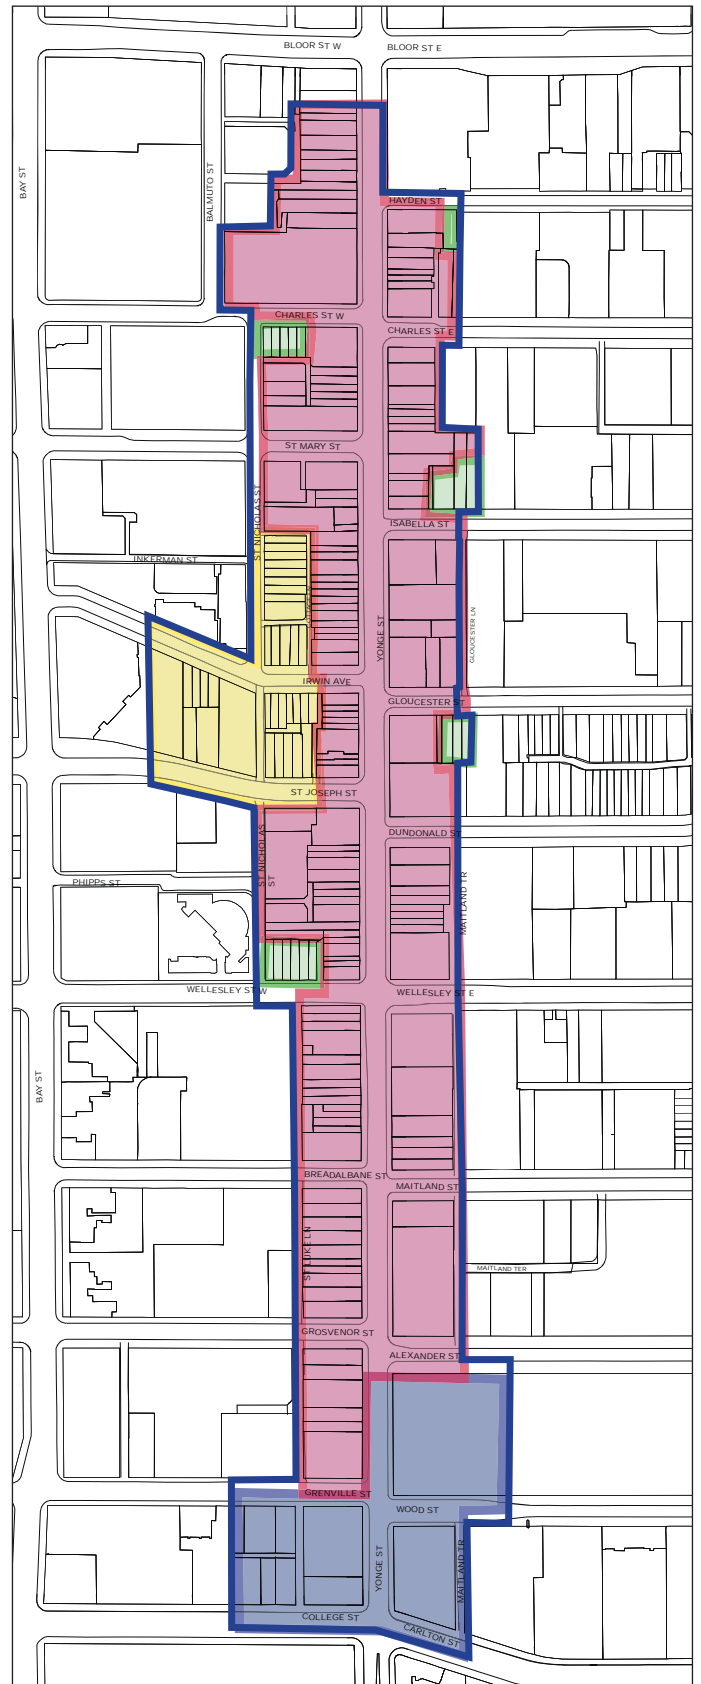 BLOOR ST W
BLOOR ST E
BAY ST
BALMUTO ST
HAYDEN ST
CHARLES ST W
CHARLES ST E
ST MARY ST
ST NICHOLAS ST
ISABELLA ST
INKERMAN ST
YONGE ST
GLOUCESTER LN
IRWIN AVE
GLOUCESTER ST
ST JOSEPH ST
DUNDONALD ST
ST NICHOLAS
ST
PHIPPS ST
MAITLAND TR
WELLESLEY ST W
WELLESLEY ST E
BAY ST
BREADALBANE ST
MAITLAND ST
ST LUKE LN
MAITLAND TER
GROSVENOR ST
ALEXANDER ST
GRENVILLE ST
WOOD ST
YONGE ST
MAITLAND TR
COLLEGE ST
CARLTON ST